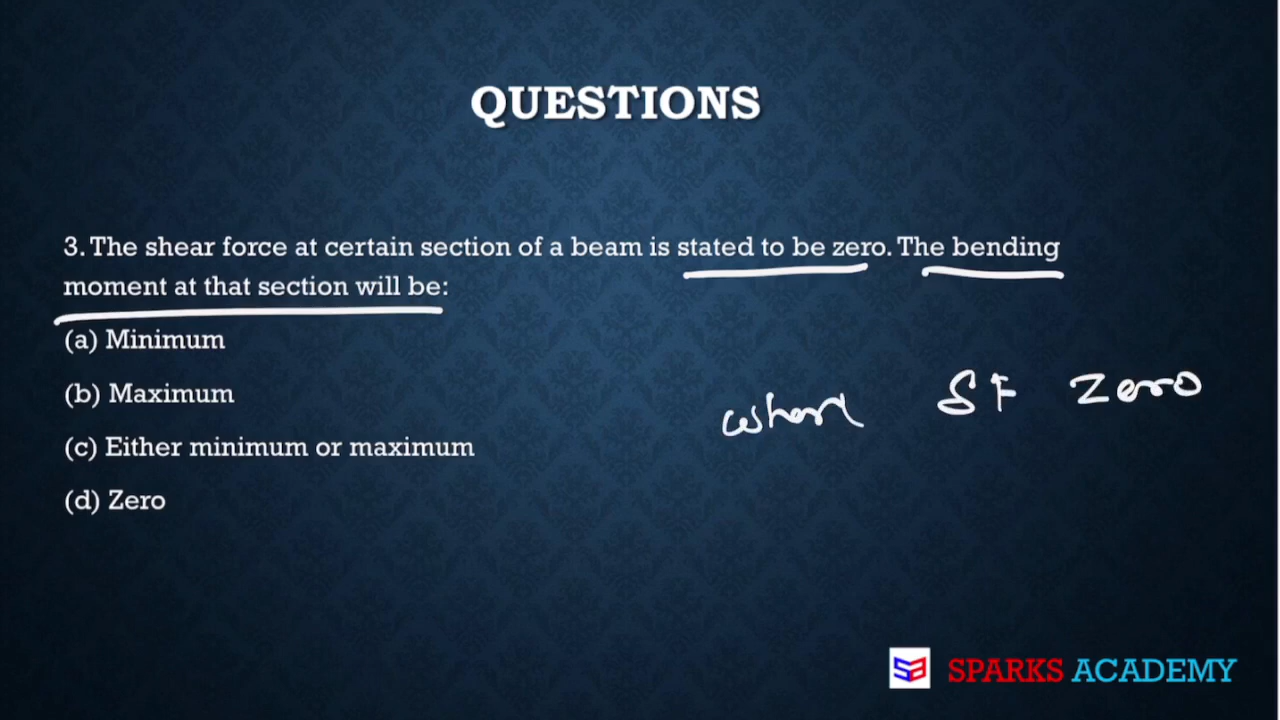 QUESTIONS
3. The shear force at certain section of a beam is stated to be zero. The bending
moment at that section will be:
(a) Minimum
(b) Maximum
(c) Either minimum or maximum
(d) Zero
SF Zero
SPARKS ACADEMY